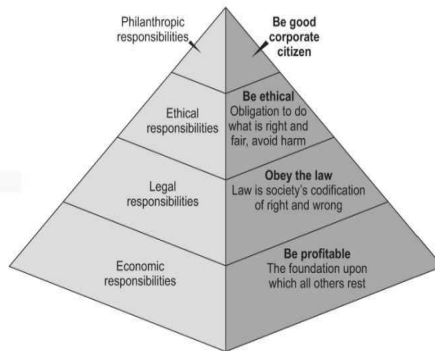 Philanthropic
responsibilities
Be good
corporate
citizen
Ethical
responsibilities
Be ethical
Obligation to do
what is right and
fair, avoid harm
Legal
responsibilities
Obey the law
Law is society's codification
of right and wrong
Economic
responsibilities
Be profitable
The foundation upon
which all others rest